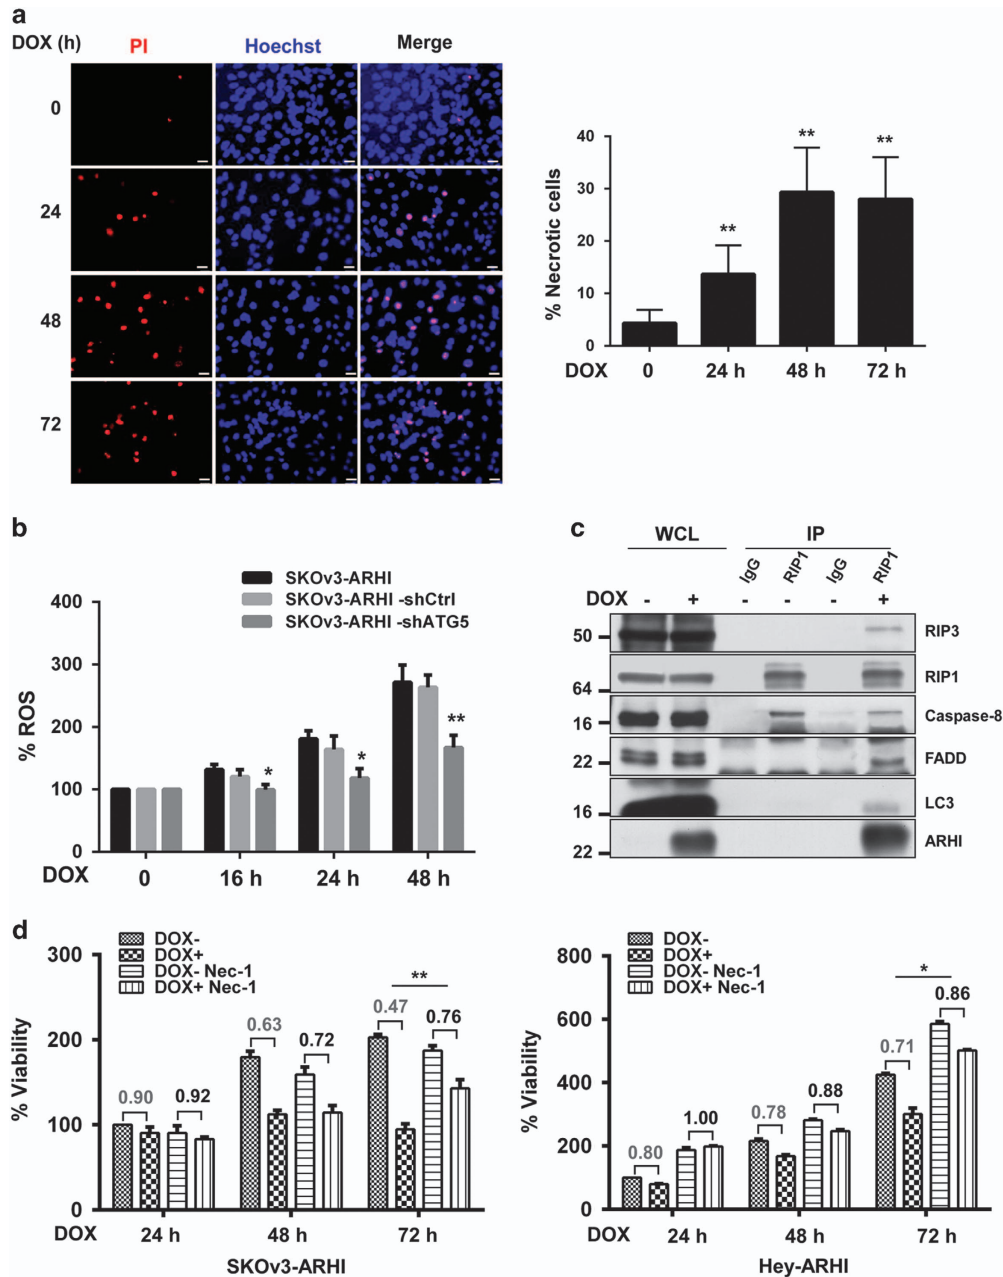 a
DOX (h) PI Hoechst Merge
0
24
48
72
% Necrotic cells
40
30
20
10
0
** ** **
DOX 0 24 h 48 h 72 h
b
SKOv3-ARHI
SKOv3-ARHI -shCtrl
SKOv3-ARHI -shATG5
% ROS
400
300
200
100
0
* * **
DOX 0 16 h 24 h 48 h
c
WCL IP
IgG RIP1 IgG RIP1
DOX - + - - - +
50 RIP3
64 RIP1
16 Caspase-8
22 FADD
16 LC3
22 ARHI
d
DOX-
DOX+
DOX- Nec-1
DOX+ Nec-1
% Viability
300
200
100
0
0.90 0.92 0.63 0.72 0.47 0.76
**
DOX 24 h 48 h 72 h
SKOv3-ARHI
DOX-
DOX+
DOX- Nec-1
DOX+ Nec-1
% Viability
800
600
400
200
0
0.80 1.00 0.78 0.88 0.71 0.86
*
DOX 24 h 48 h 72 h
Hey-ARHI